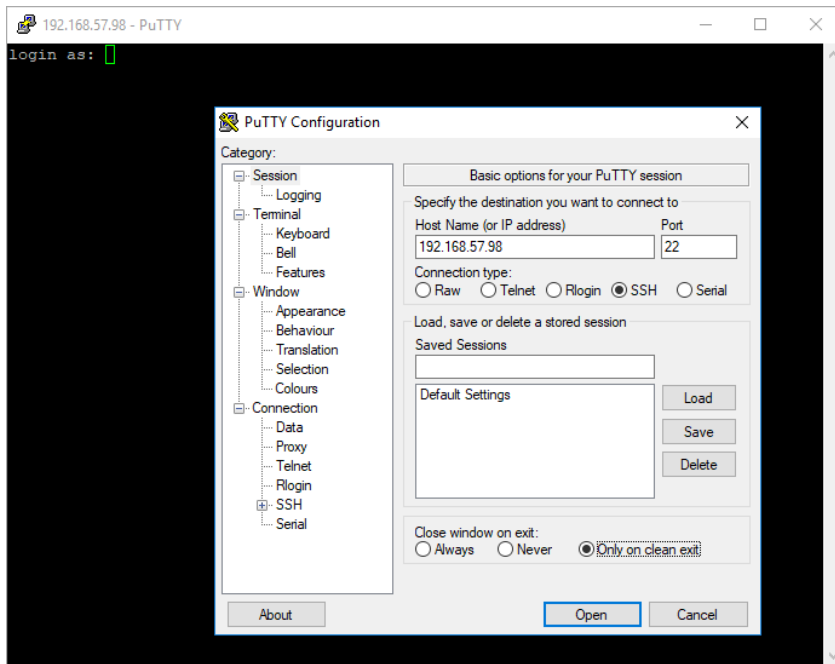 192.168.57.98 - PuTTY
login as:
PuTTY Configuration
Category:
Session
Logging
Terminal
Keyboard
Bell
Features
Window
Appearance
Behaviour
Translation
Selection
Colours
Connection
Data
Proxy
Telnet
Rlogin
SSH
Serial
Basic options for your PuTTY session
Specify the destination you want to connect to
Host Name (or IP address) Port
192.168.57.98 22
Connection type:
Raw Telnet Rlogin SSH Serial
Load, save or delete a stored session
Saved Sessions
Default Settings
Load
Save
Delete
Close window on exit:
Always Never Only on clean exit
About Open Cancel